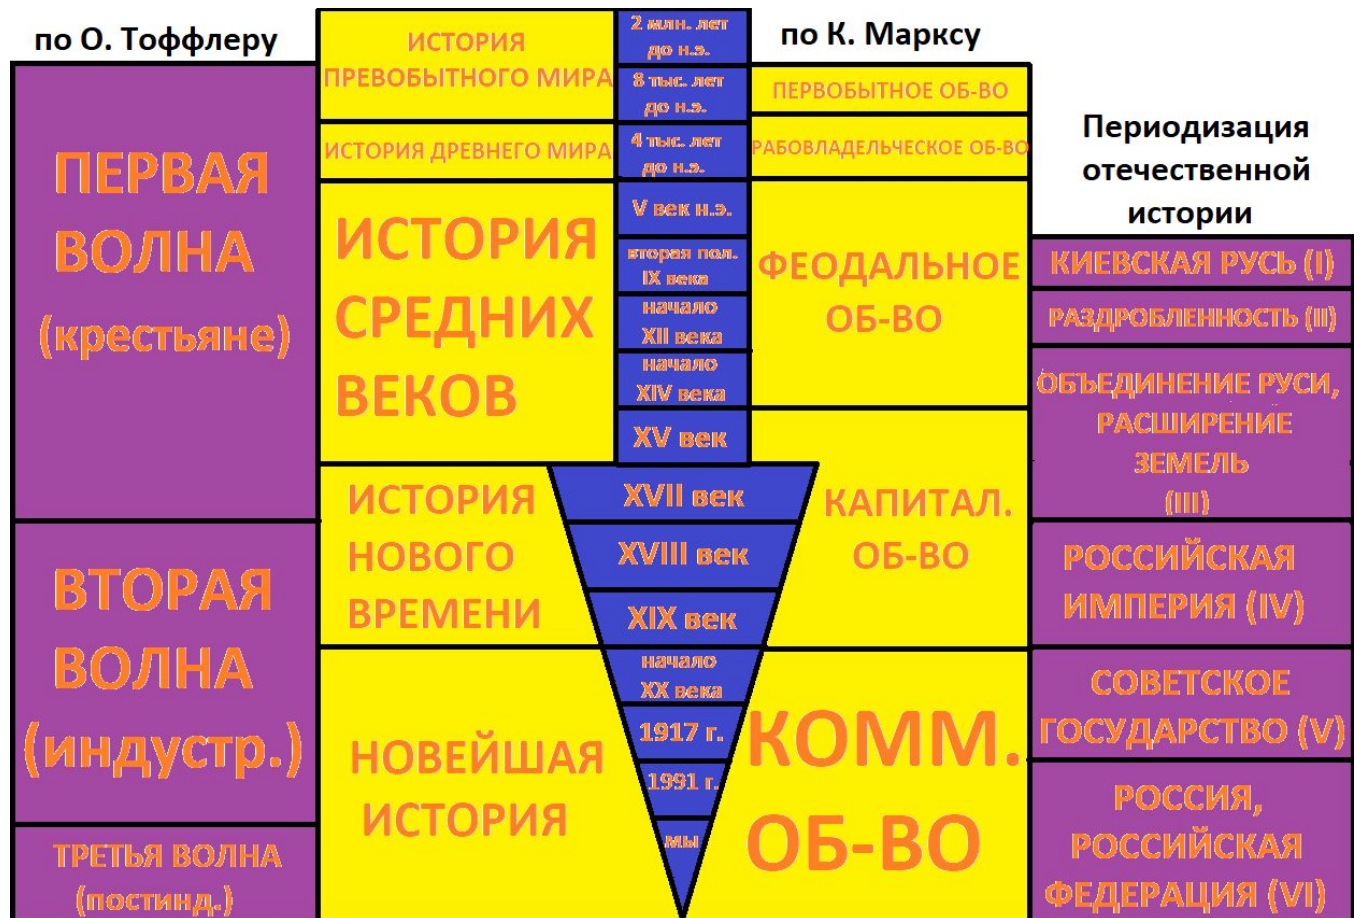 по О. Тоффлеру
ПЕРВАЯ
ВОЛНА
(крестьяне)
ВТОРАЯ
ВОЛНА
(индустр.)
ТРЕТЬЯ ВОЛНА
(постинд.)
ИСТОРИЯ
ПРЕВОБЫТНОГО МИРА
ИСТОРИЯ ДРЕВНЕГО МИРА
ИСТОРИЯ
СРЕДНИХ
ВЕКОВ
ИСТОРИЯ
НОВОГО
ВРЕМЕНИ
НОВЕЙШАЯ
ИСТОРИЯ
2 млн. лет
до н.э.
8 тыс. лет
до н.э.
4 тыс. лет
до н.э.
V век н.э.
вторая пол.
IX века
начало
XII века
начало
XIV века
XV век
XVII век
XVIII век
XIX век
начало
XX века
1917 г.
1991 г.
мы
по К. Марксу
ПЕРВОБЫТНОЕ ОБ-ВО
РАБОВЛАДЕЛЬЧЕСКОЕ ОБ-ВО
ФЕОДАЛЬНОЕ
ОБ-ВО
КАПИТАЛ.
ОБ-ВО
КОММ.
ОБ-ВО
Периодизация
отечественной
истории
КИЕВСКАЯ РУСЬ (I)
РАЗДРОБЛЕННОСТЬ (II)
ОБЪЕДИНЕНИЕ РУСИ,
РАСШИРЕНИЕ
ЗЕМЕЛЬ
(III)
РОССИЙСКАЯ
ИМПЕРИЯ (IV)
СОВЕТСКОЕ
ГОСУДАРСТВО (V)
РОССИЯ,
РОССИЙСКАЯ
ФЕДЕРАЦИЯ (VI)